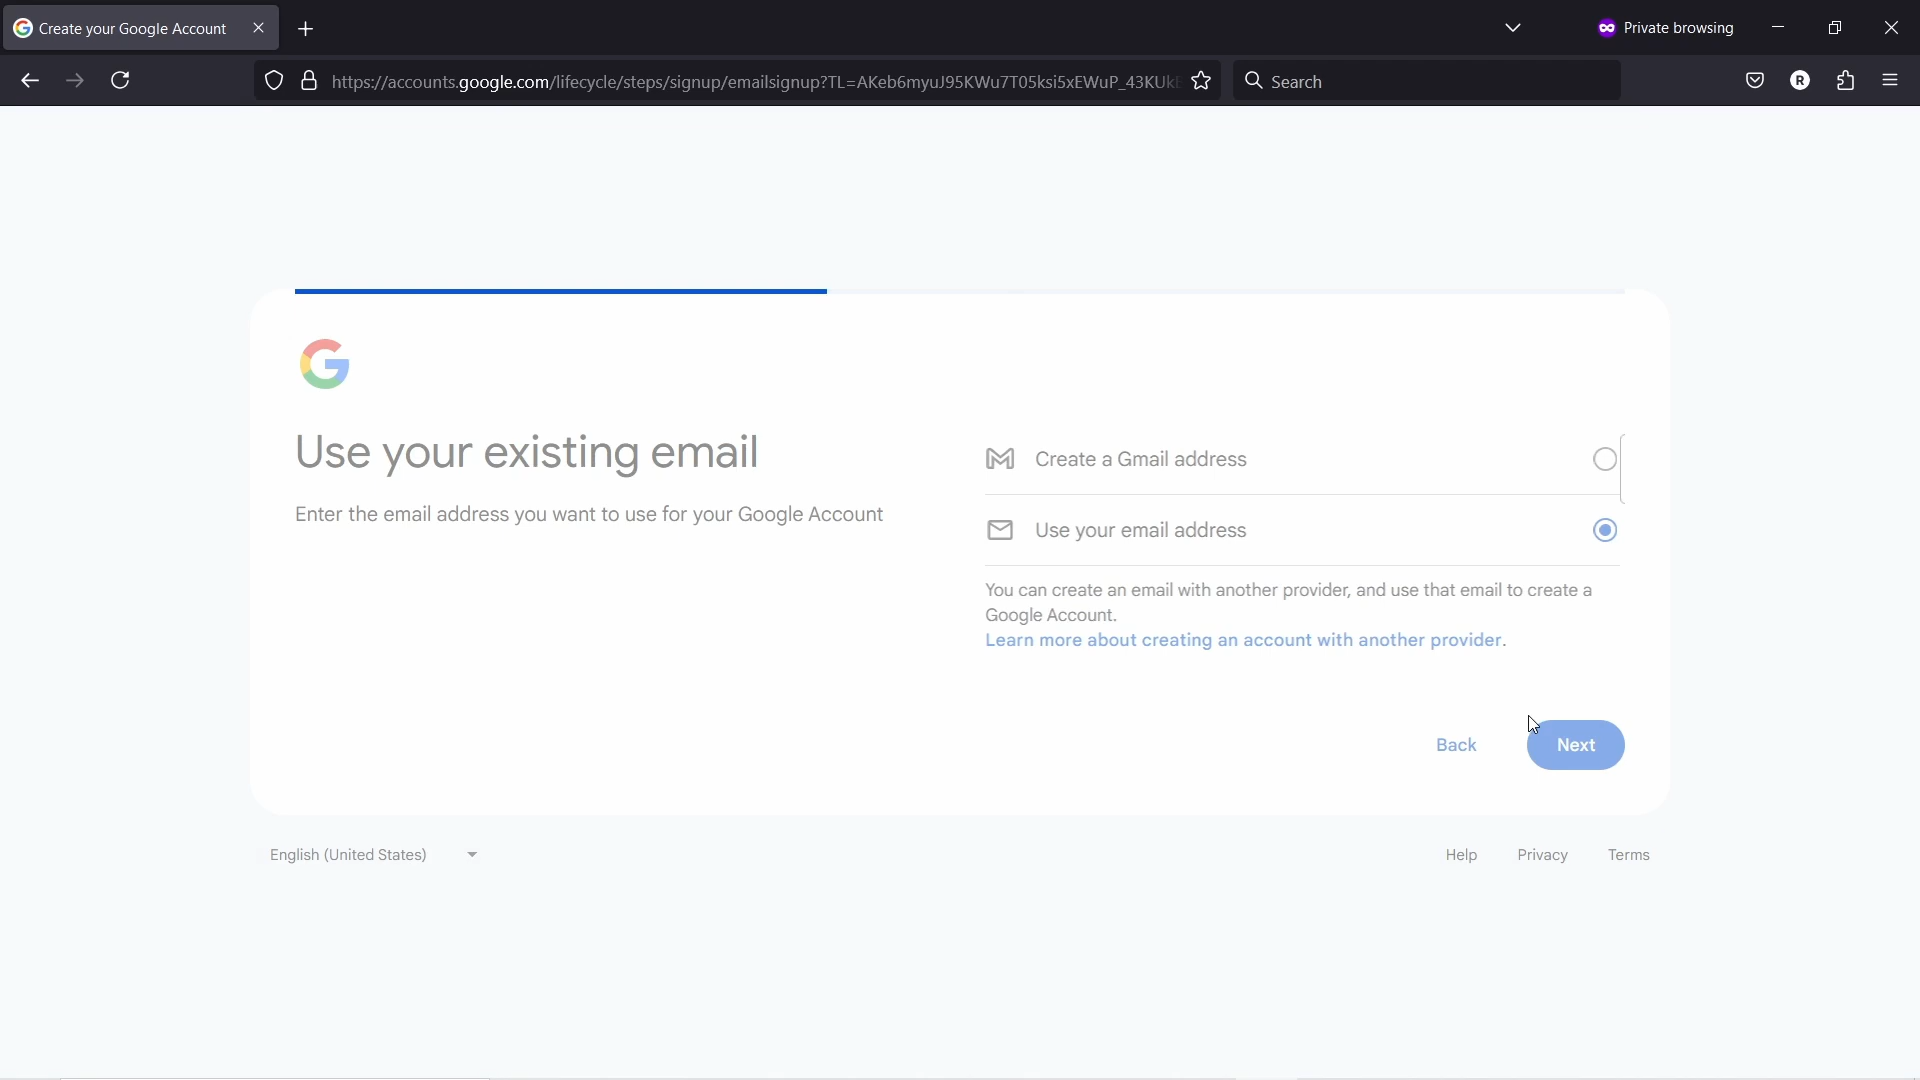 Create your Google Account
Private browsing
https://accounts.google.com/lifecycle/steps/signup/emailsignup?TL=AKeb6myuJ95KWu7T05ksi5xEWuP_43KUkE
Search
R
Use your existing email
Enter the email address you want to use for your Google Account
Create a Gmail address
Use your email address
You can create an email with another provider, and use that email to create a
Google Account.
Learn more about creating an account with another provider.
Back
Next
English (United States)
Help
Privacy
Terms